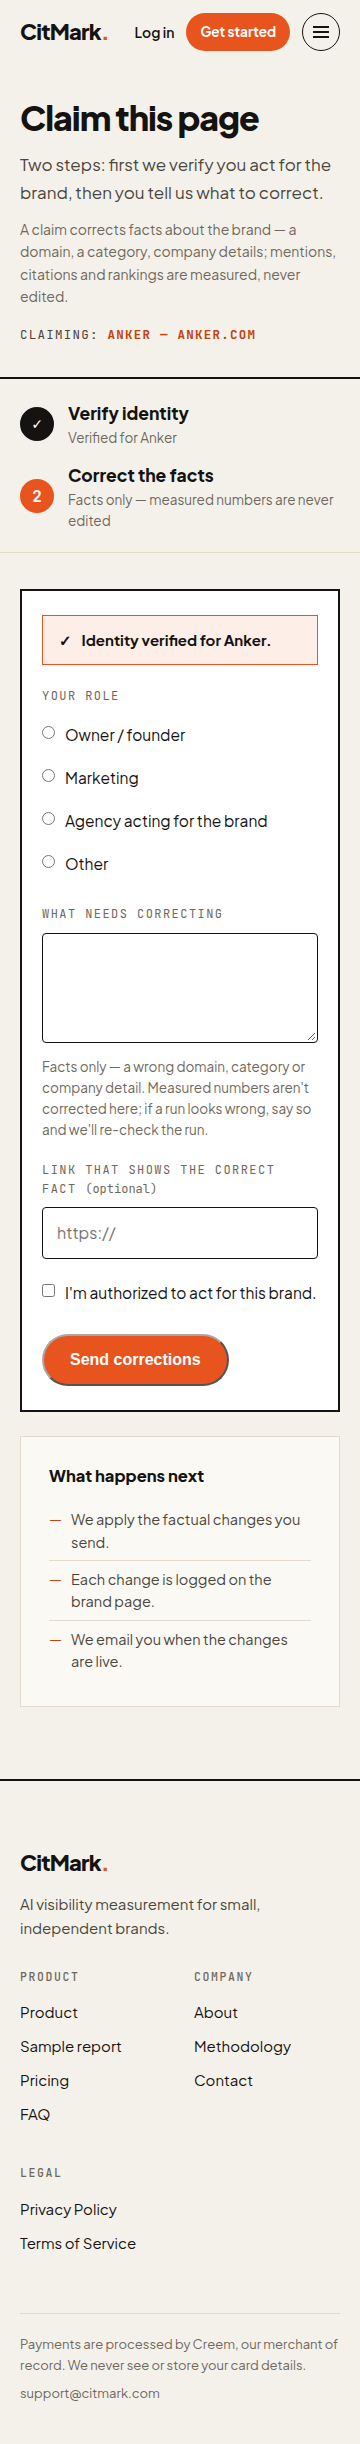 CitMark.
Log in
Get started
Claim this page
Two steps: first we verify you act for the
brand, then you tell us what to correct.
A claim corrects facts about the brand — a
domain, a category, company details; mentions,
citations and rankings are measured, never
edited.
CLAIMING: ANKER — ANKER.COM
✓
Verify identity
Verified for Anker
2
Correct the facts
Facts only — measured numbers are never
edited
✓ Identity verified for Anker.
YOUR ROLE
Owner / founder
Marketing
Agency acting for the brand
Other
WHAT NEEDS CORRECTING
Facts only — a wrong domain, category or
company detail. Measured numbers aren't
corrected here; if a run looks wrong, say so
and we'll re-check the run.
LINK THAT SHOWS THE CORRECT
FACT (optional)
https://
I'm authorized to act for this brand.
Send corrections
What happens next
— We apply the factual changes you
send.
— Each change is logged on the
brand page.
— We email you when the changes
are live.
CitMark.
AI visibility measurement for small,
independent brands.
PRODUCT
Product
Sample report
Pricing
FAQ
COMPANY
About
Methodology
Contact
LEGAL
Privacy Policy
Terms of Service
Payments are processed by Creem, our merchant of
record. We never see or store your card details.
support@citmark.com